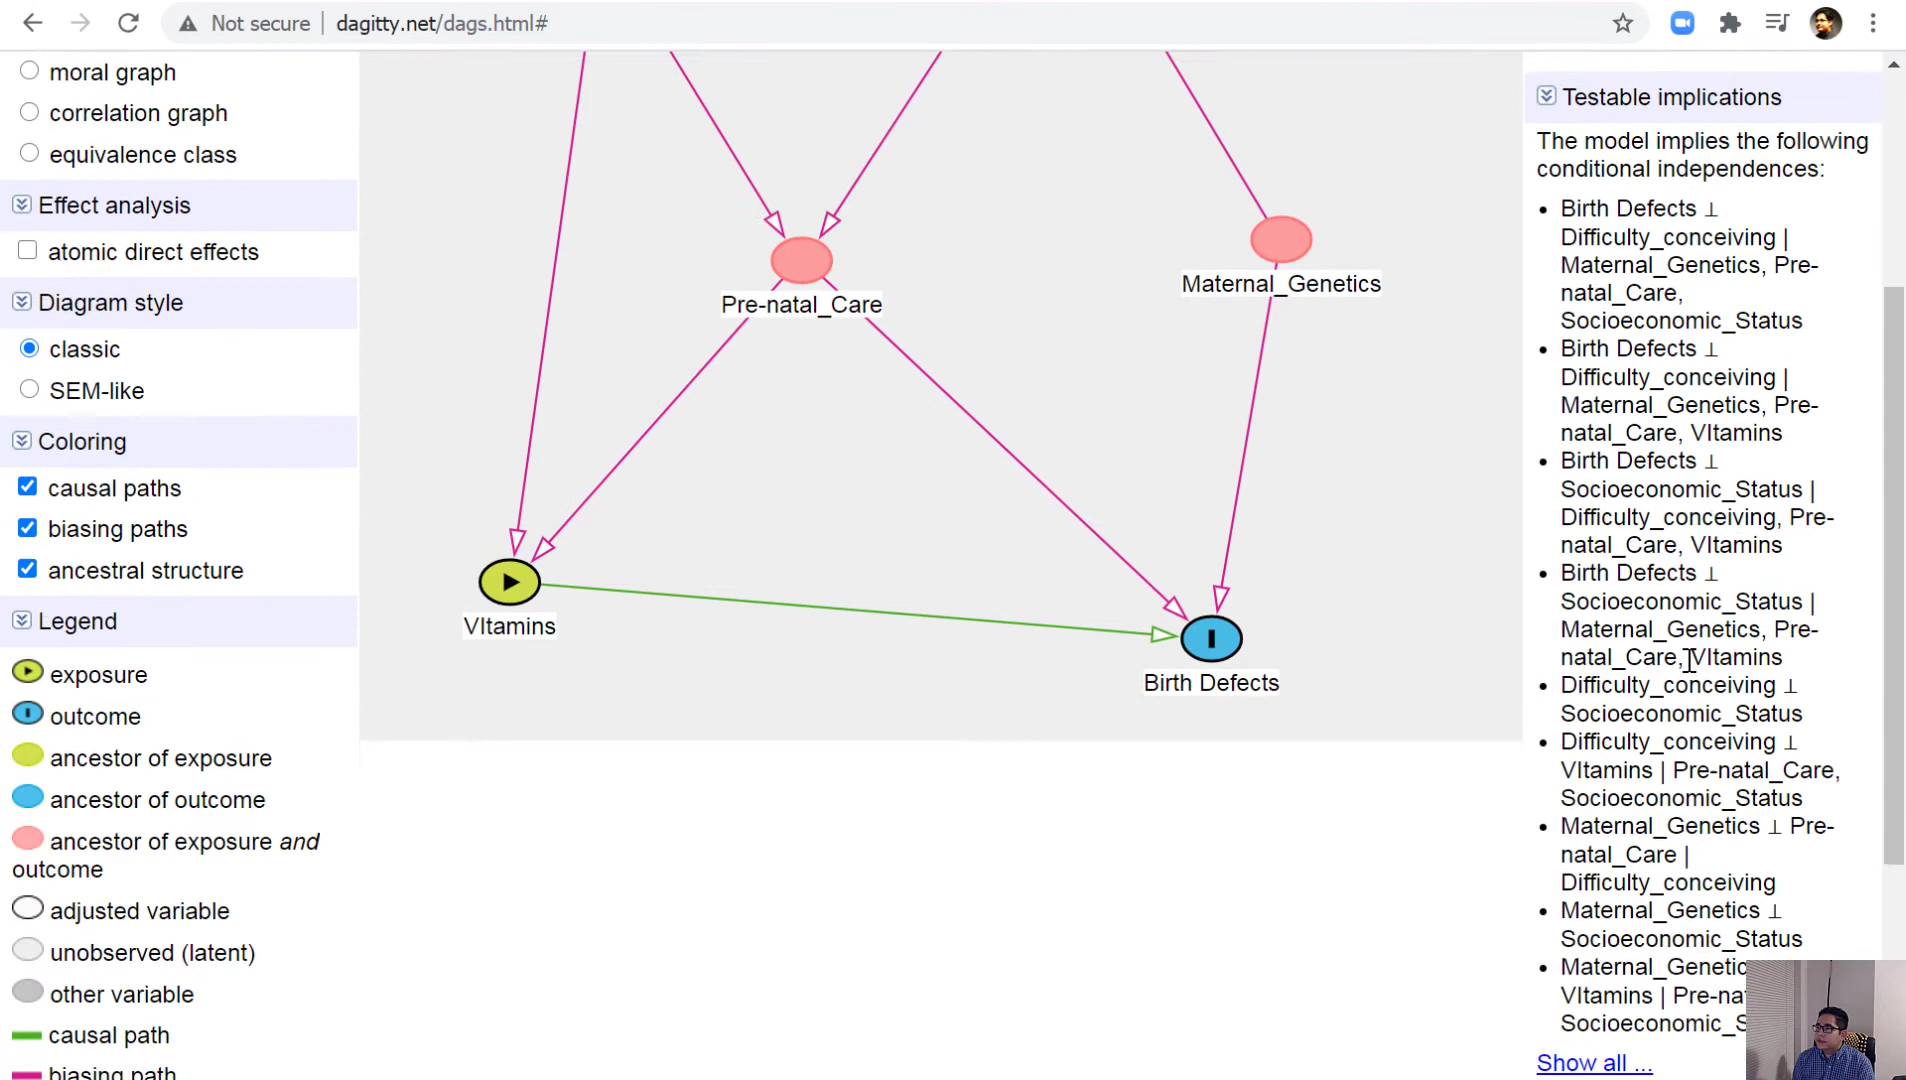 Not secure
dagitty.net/dags.html#
moral graph
correlation graph
equivalence class
Effect analysis
atomic direct effects
Diagram style
classic
SEM-like
Coloring
causal paths
biasing paths
ancestral structure
Legend
exposure
outcome
ancestor of exposure
ancestor of outcome
ancestor of exposure and
outcome
adjusted variable
unobserved (latent)
other variable
causal path
biasing path
Pre-natal_Care
Maternal_Genetics
VItamins
Birth Defects
Testable implications
The model implies the following
conditional independences:
• Birth Defects ⊥
Difficulty_conceiving |
Maternal_Genetics, Pre-
natal_Care,
Socioeconomic_Status
• Birth Defects ⊥
Difficulty_conceiving |
Maternal_Genetics, Pre-
natal_Care, VItamins
• Birth Defects ⊥
Socioeconomic_Status |
Difficulty_conceiving, Pre-
natal_Care, VItamins
• Birth Defects ⊥
Socioeconomic_Status |
Maternal_Genetics, Pre-
natal_Care, VItamins
• Difficulty_conceiving ⊥
Socioeconomic_Status
• Difficulty_conceiving ⊥
VItamins | Pre-natal_Care,
Socioeconomic_Status
• Maternal_Genetics ⊥ Pre-
natal_Care |
Difficulty_conceiving
• Maternal_Genetics ⊥
Socioeconomic_Status
• Maternal_Genetic
VItamins | Pre-na
Socioeconomic_S
Show all ...